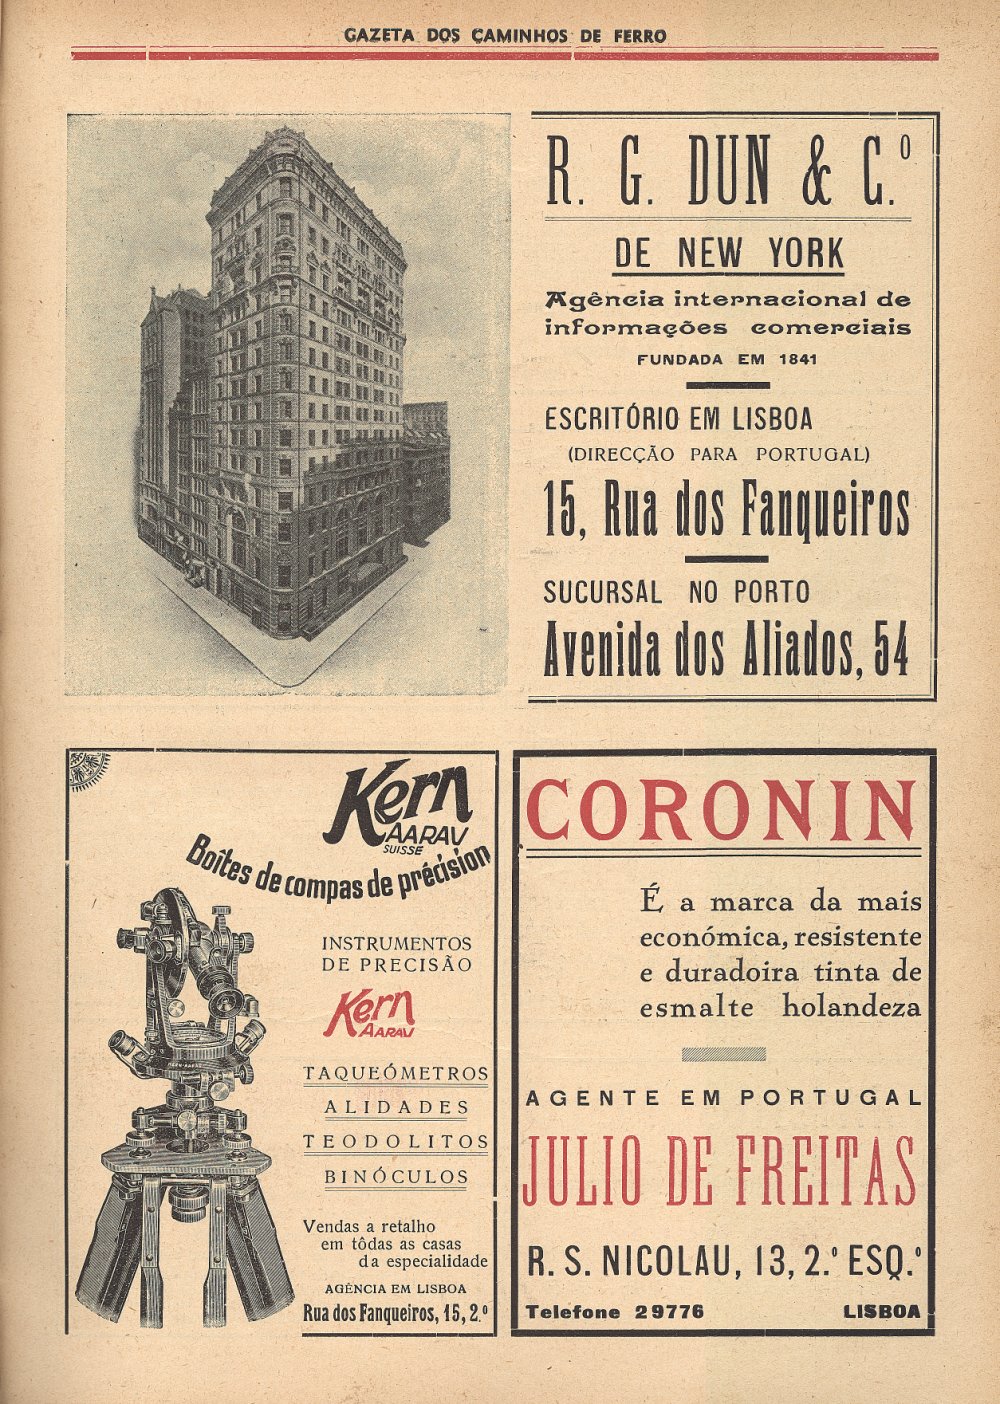 GAZETA DOS CAMINHOS DE FERRO
R. G. DUN & C.º
DE NEW YORK
Agência internacional de
informações comerciais
FUNDADA EM 1841
ESCRITÓRIO EM LISBOA
(DIRECÇÃO PARA PORTUGAL)
15, Rua dos Fanqueiros
SUCURSAL NO PORTO
Avenida dos Aliados, 54
Kern
AARAU
SUISSE
Boîtes de compas de précision
INSTRUMENTOS
DE PRECISÃO
Kern
AARAU
TAQUEÓMETROS
ALIDADES
TEODOLITOS
BINÓCULOS
Vendas a retalho
em tôdas as casas
da especialidade
AGÊNCIA EM LISBOA
Rua dos Fanqueiros, 15, 2.º
CORONIN
É a marca da mais
económica, resistente
e duradoira tinta de
esmalte holandeza
AGENTE EM PORTUGAL
JULIO DE FREITAS
R. S. NICOLAU, 13, 2.º ESQ.º
Telefone 29776 LISBOA